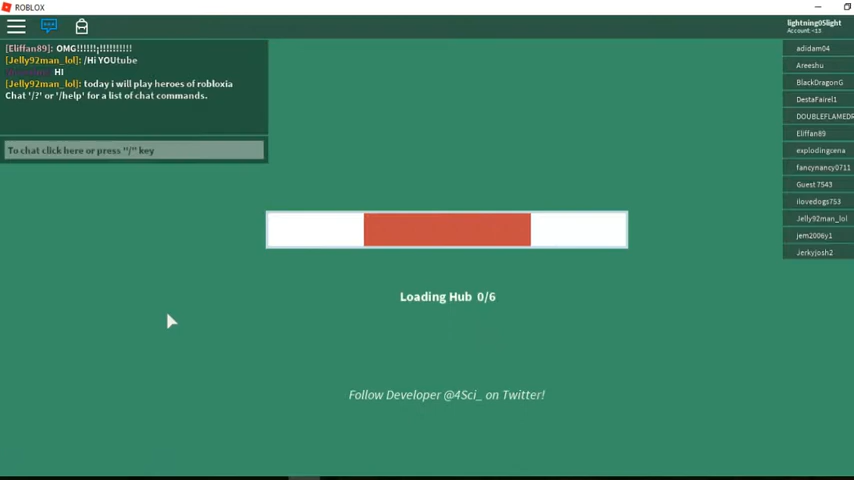 ROBLOX
lightning05light
Account: <13
[Eliffan89]: OMG!!!!!!¡!!!!!!!!!!
[Jelly92man_lol]: /Hi YOUtube
HI
[Jelly92man_lol]: today i will play heroes of robloxia
Chat '/?' or '/help' for a list of chat commands.
To chat click here or press "/" key
adidam04
Areeshu
BlackDragonG
DestaFairel1
DOUBLEFLAMEDR
Eliffan89
explodingcena
fancynancy0711
Guest 7543
ilovedogs753
Jelly92man_lol
jem2006y1
Jerkyjosh2
Loading Hub 0/6
Follow Developer @4Sci_ on Twitter!